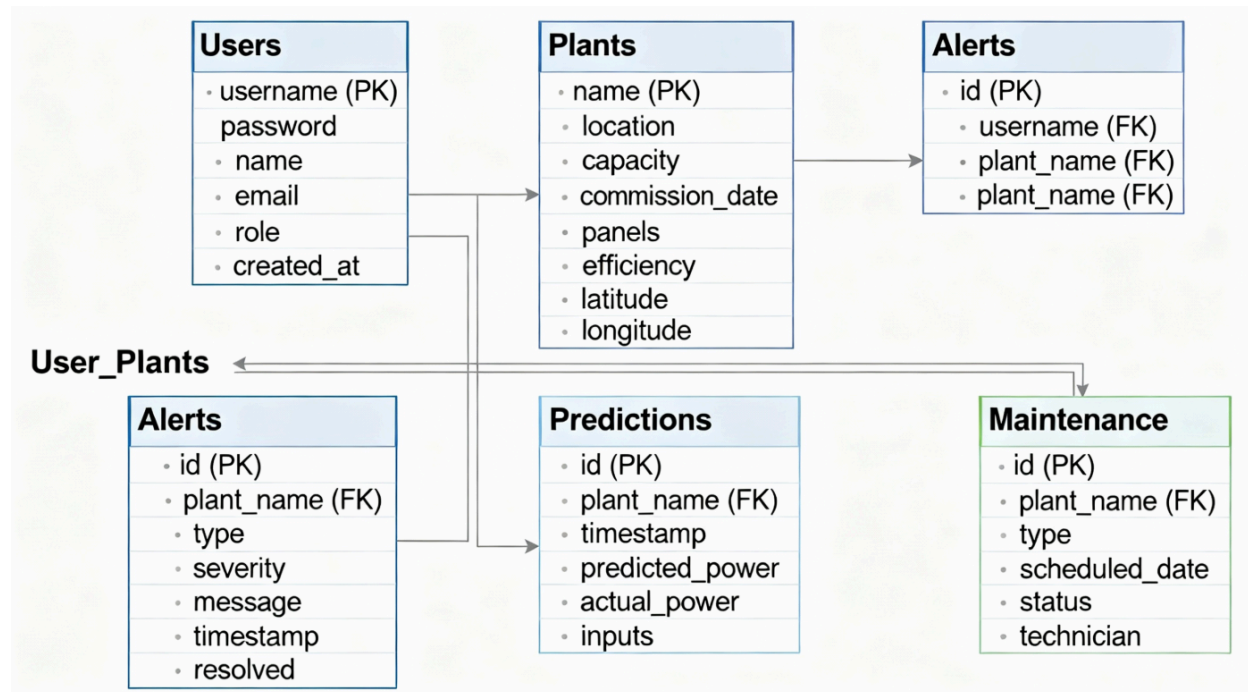 Users
username (PK)
password
name
email
role
created_at
Plants
name (PK)
location
capacity
commission_date
panels
efficiency
latitude
longitude
Alerts
id (PK)
username (FK)
plant_name (FK)
plant_name (FK)
User_Plants
Alerts
id (PK)
plant_name (FK)
type
severity
message
timestamp
resolved
Predictions
id (PK)
plant_name (FK)
timestamp
predicted_power
actual_power
inputs
Maintenance
id (PK)
plant_name (FK)
type
scheduled_date
status
technician